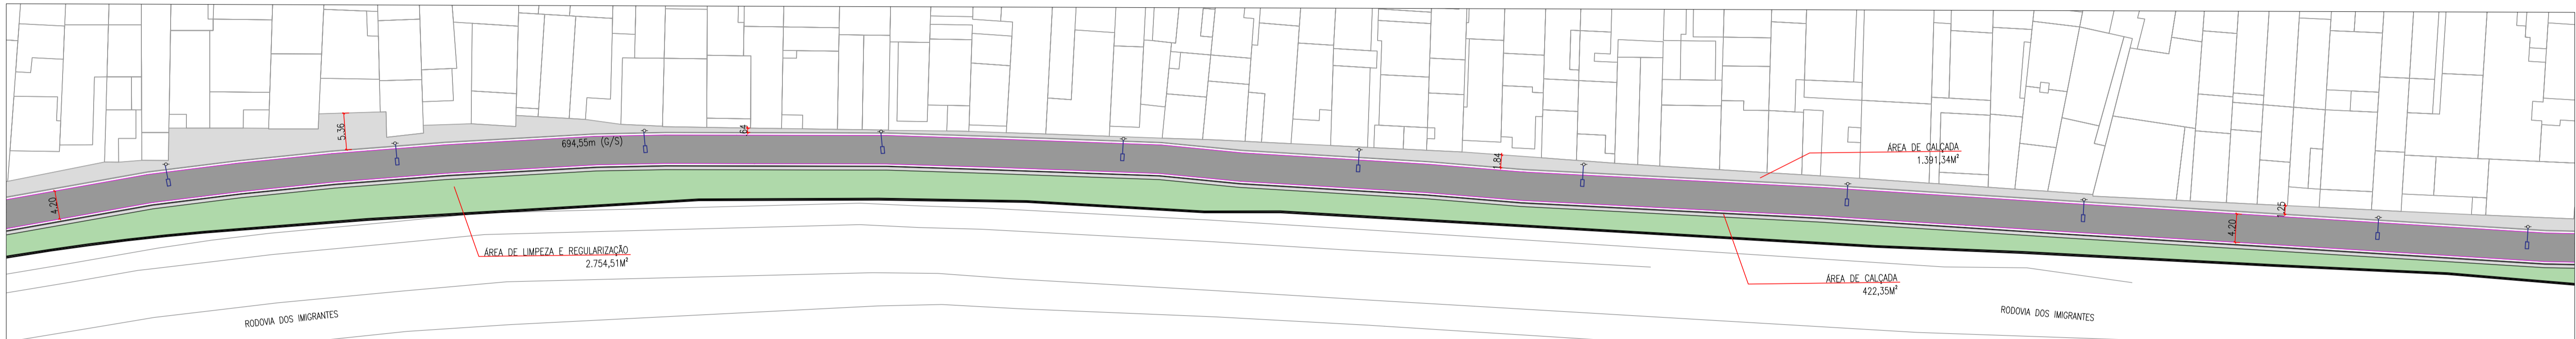 5.36
.64
694,55m (G/S)
1.84
ÁREA DE CALÇADA
1.391,34M²
4.20
1.25
4.20
ÁREA DE LIMPEZA E REGULARIZAÇÃO
2.754,51M²
ÁREA DE CALÇADA
422,35M²
RODOVIA DOS IMIGRANTES
RODOVIA DOS IMIGRANTES